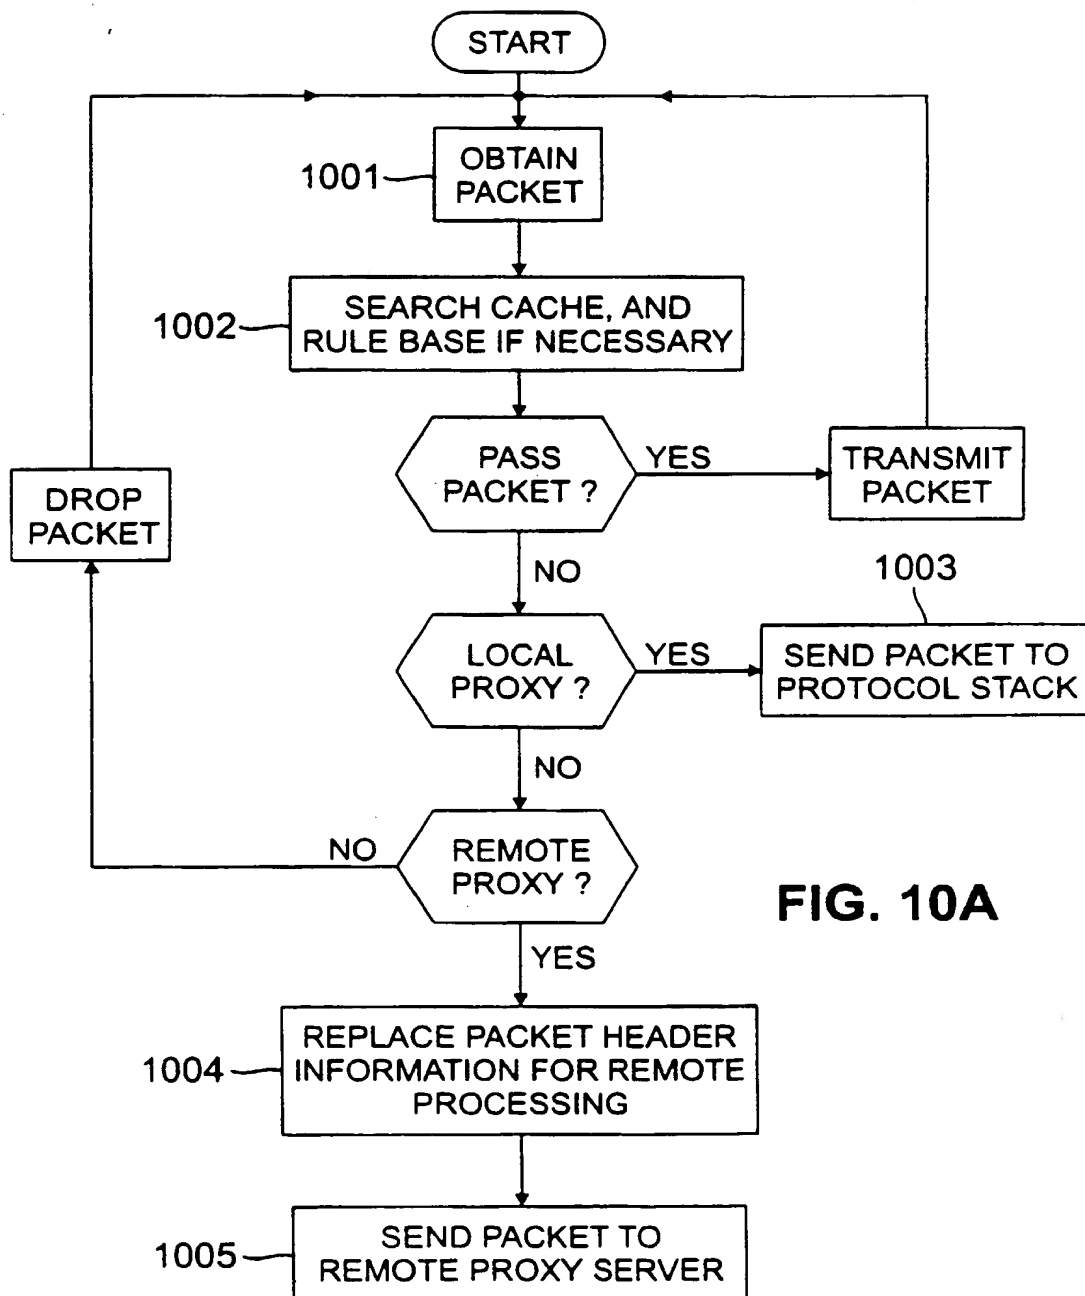 START
1001
OBTAIN
PACKET
1002
SEARCH CACHE, AND
RULE BASE IF NECESSARY
PASS
PACKET ?
YES
TRANSMIT
PACKET
DROP
PACKET
NO
1003
LOCAL
PROXY ?
YES
SEND PACKET TO
PROTOCOL STACK
NO
NO
REMOTE
PROXY ?
FIG. 10A
YES
1004
REPLACE PACKET HEADER
INFORMATION FOR REMOTE
PROCESSING
1005
SEND PACKET TO
REMOTE PROXY SERVER